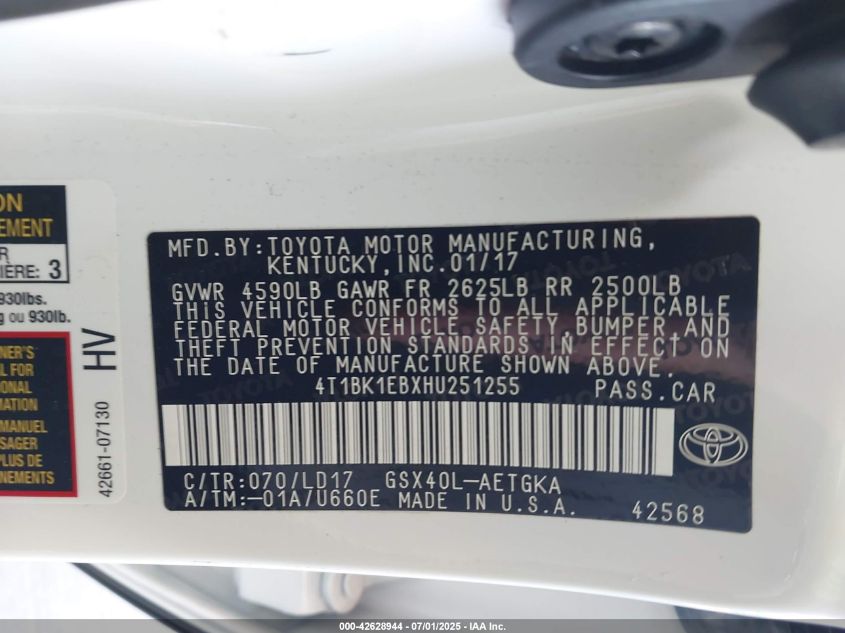 ON
EMENT
R
IÈRE: 3
930lbs.
g ou 930lb.
NER'S
L FOR
ONAL
MATION
MANUEL
SAGER
PLUS DE
NEMENTS
HV
42661-07130
MFD.BY:TOYOTA MOTOR MANUFACTURING,
KENTUCKY,INC.01/17
GVWR 4590LB GAWR FR 2625LB RR 2500LB
THIS VEHICLE CONFORMS TO ALL APPLICABLE
FEDERAL MOTOR VEHICLE SAFETY,BUMPER,AND
THEFT PREVENTION STANDARDS IN EFFECT ON
THE DATE OF MANUFACTURE SHOWN ABOVE.
4T1BK1EBXHU251255 PASS.CAR
C/TR:070/LD17 GSX40L-AETGKA
A/TM:-01A/U660E MADE IN U.S.A.
42568
000-42628944 / 07/01/2025 - IAA Inc.